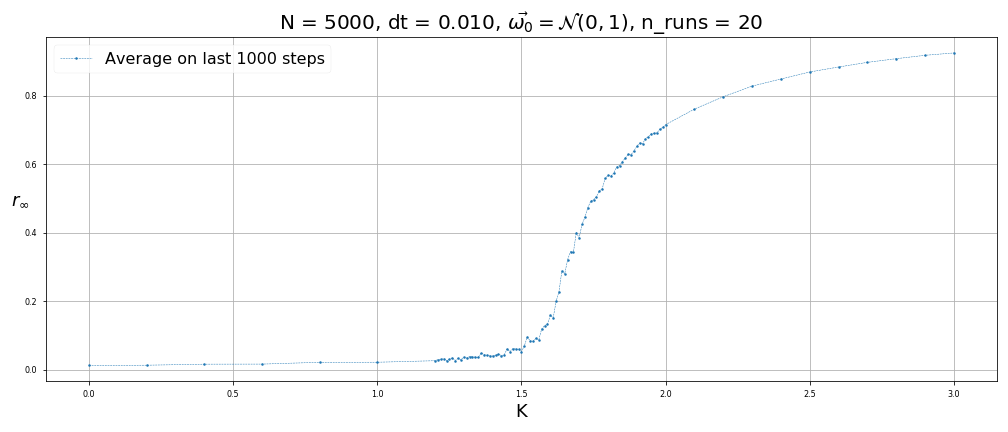 N = 5000, dt = 0.010, $\vec{\omega_0} = \mathcal{N}(0, 1)$, n_runs = 20
Average on last 1000 steps
0.8
0.6
r∞
0.4
0.2
0.0
0.0 0.5 1.0 1.5 2.0 2.5 3.0
K